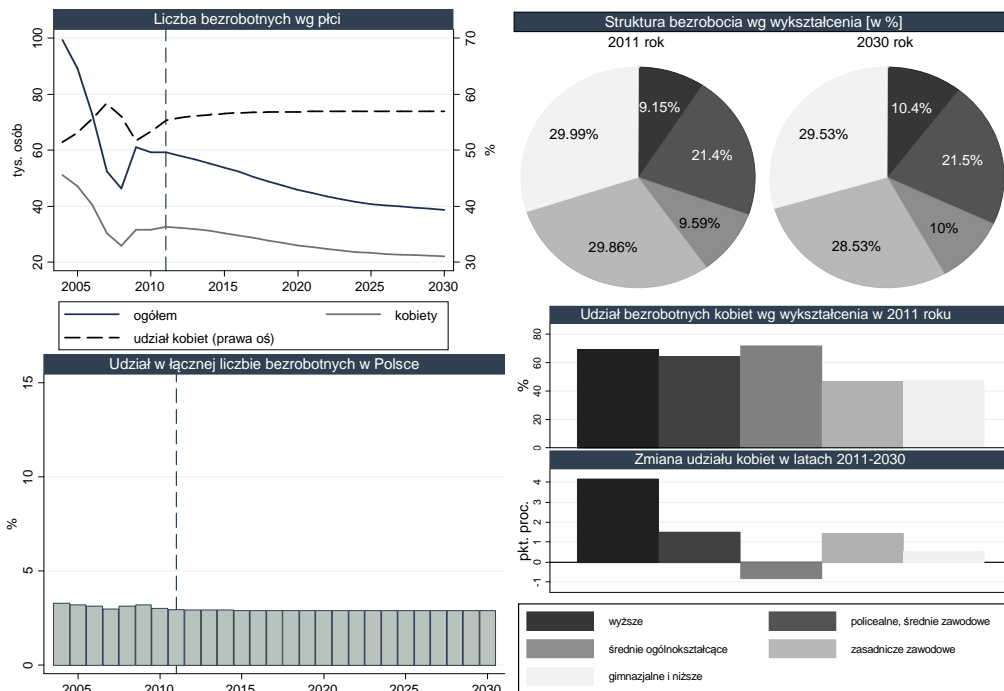 Liczba bezrobotnych wg płci
100
80
60
40
20
tys. osób
70
60
50
40
30
%
2005 2010 2015 2020 2025 2030
ogółem kobiety
udział kobiet (prawa oś)
Udział w łącznej liczbie bezrobotnych w Polsce
15
10
5
0
%
2005 2010 2015 2020 2025 2030
Struktura bezrobocia wg wykształcenia [w %]
2011 rok 2030 rok
9.15%
21.4%
9.59%
29.86%
29.99%
10.4%
21.5%
10%
28.53%
29.53%
Udział bezrobotnych kobiet wg wykształcenia w 2011 roku
80
60
40
20
0
%
Zmiana udziału kobiet w latach 2011-2030
4
3
2
1
0
-1
pkt. proc.
wyższe policealne, średnie zawodowe
średnie ogólnokształcące zasadnicze zawodowe
gimnazjalne i niższe